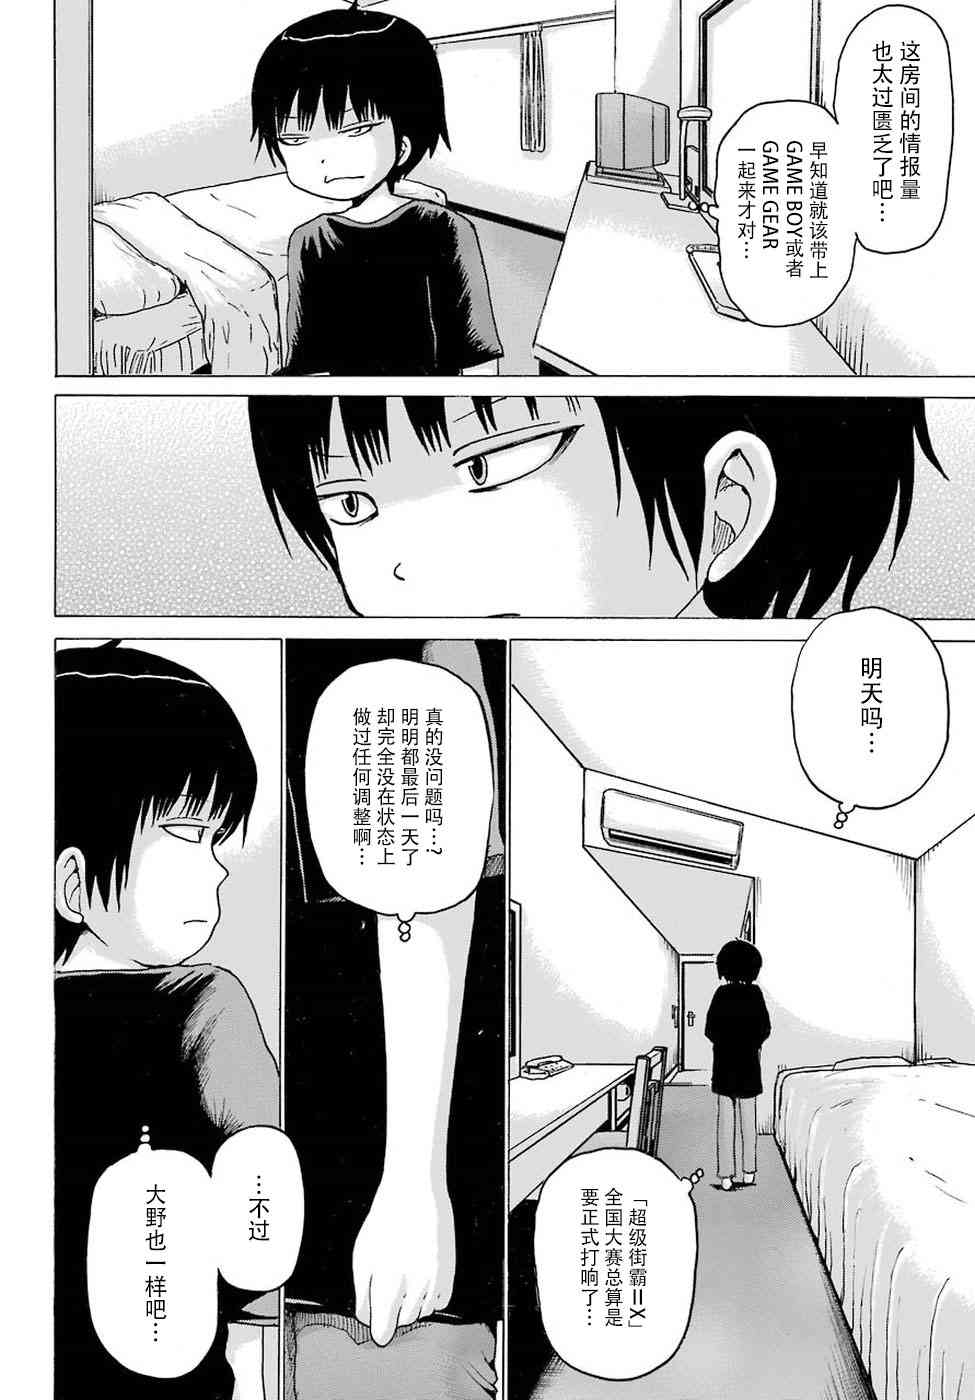 这房间的情报量
也太过匮乏了吧…
早知道就该带上
GAME BOY或者
GAME GEAR
一起来才对…
明天吗…
「超级街霸ⅡX」
全国大赛总算是
要正式打响了…
真的没问题吗…?
明明都最后一天了
却完全没在状态上
做过任何调整啊…
…不过
大野也一样吧…